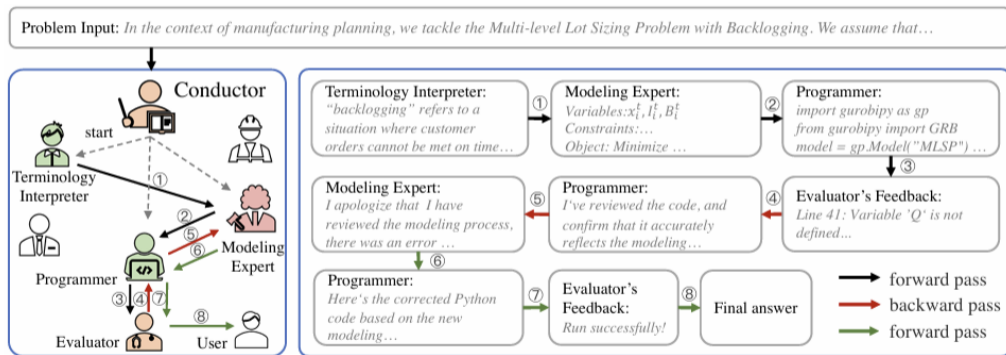 Problem Input: In the context of manufacturing planning, we tackle the Multi-level Lot Sizing Problem with Backlogging. We assume that…
Conductor
start
Terminology
Interpreter
①
②
⑤
⑥
Modeling
Expert
Programmer
③
④
⑦
⑧
Evaluator
User
Terminology Interpreter:
“backlogging” refers to a
situation where customer
orders cannot be met on time…
①
Modeling Expert:
Variables:xᵢᵗ,Iᵢᵗ,Bᵢᵗ
Constraints:…
Object: Minimize …
②
Programmer:
import gurobipy as gp
from gurobipy import GRB
model = gp.Model("MLSP") …
③
Modeling Expert:
I apologize that I have
reviewed the modeling process,
there was an error …
⑤
Programmer:
I've reviewed the code, and
confirm that it accurately
reflects the modeling…
④
Evaluator’s Feedback:
Line 41: Variable 'Q' is not
defined…
⑥
Programmer:
Here's the corrected Python
code based on the new
modeling…
⑦
Evaluator’s
Feedback:
Run successfully!
⑧
Final answer
forward pass
backward pass
forward pass